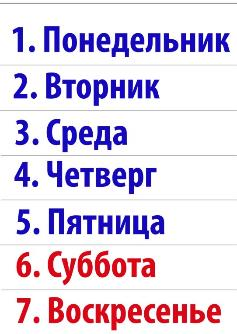 1. Понедельник
2. Вторник
3. Среда
4. Четверг
5. Пятница
6. Суббота
7. Воскресенье